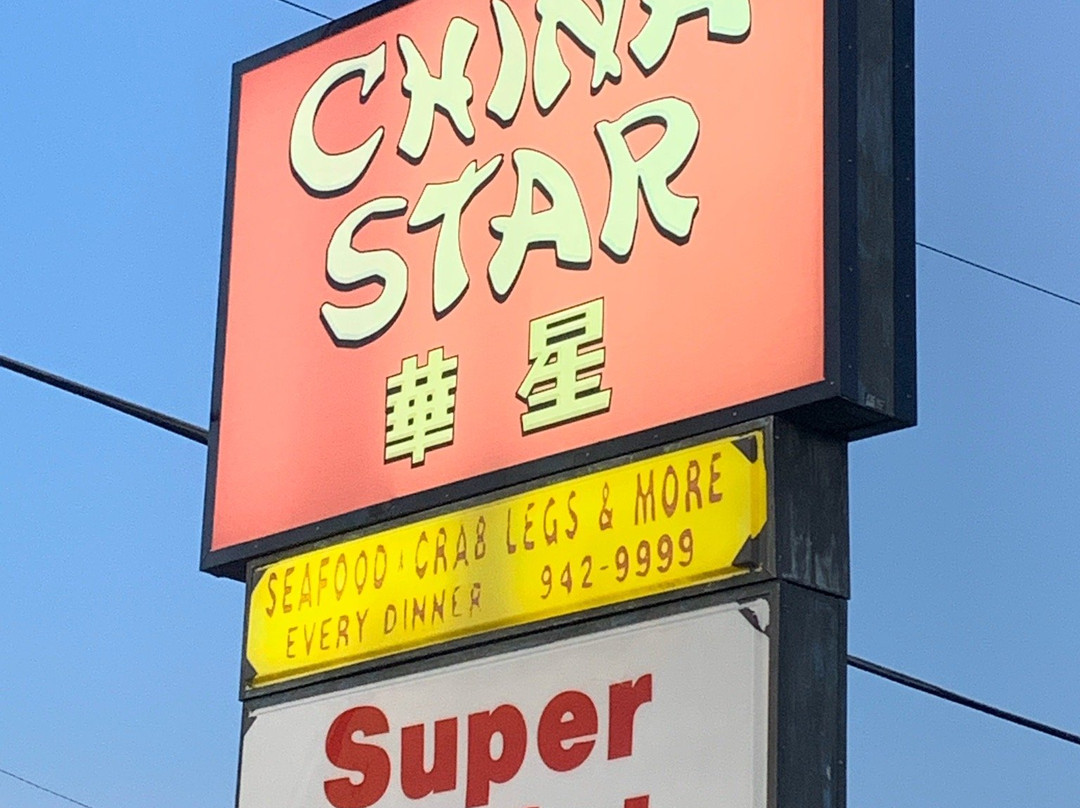 CHINA
STAR
華 星
SEAFOOD CRAB LEGS & MORE
EVERY DINNER 942-9999
Super